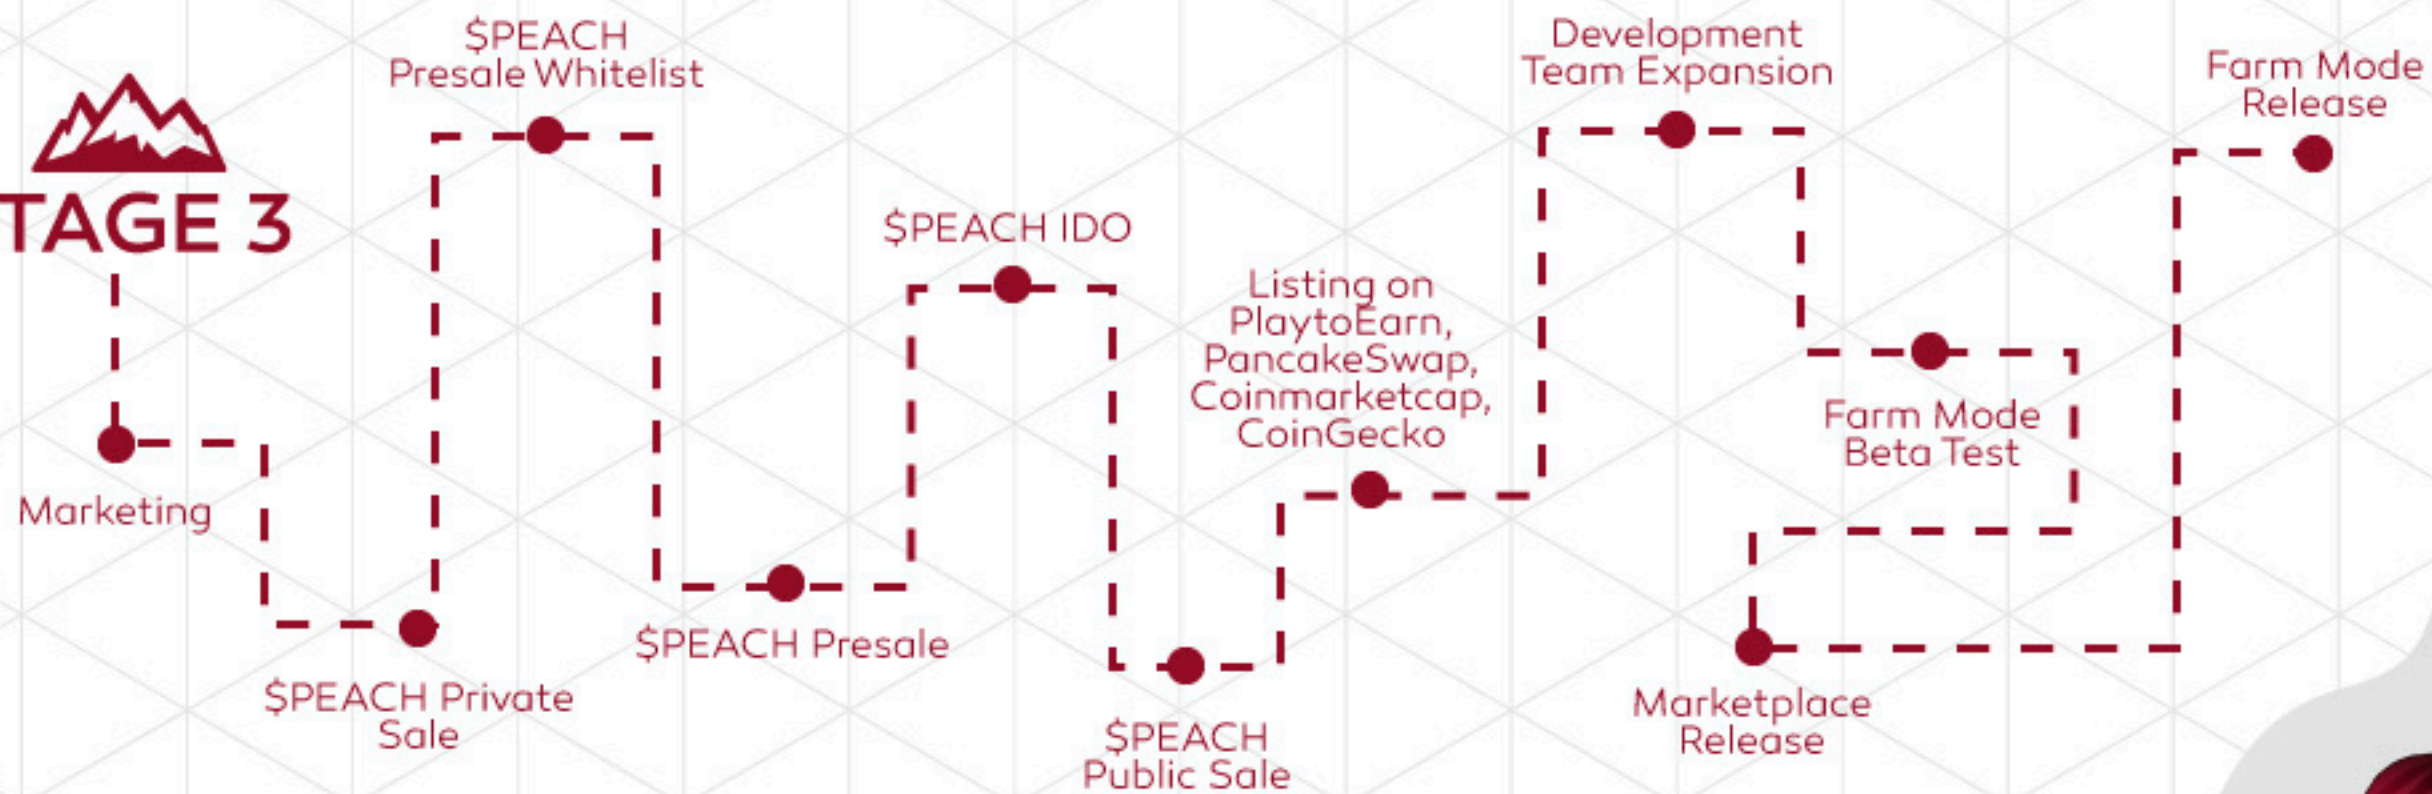 TAGE 3
Marketing
$PEACH Private
Sale
$PEACH
Presale Whitelist
$PEACH Presale
$PEACH IDO
$PEACH
Public Sale
Listing on
PlaytoEarn,
PancakeSwap,
Coinmarketcap,
CoinGecko
Development
Team Expansion
Farm Mode
Beta Test
Marketplace
Release
Farm Mode
Release